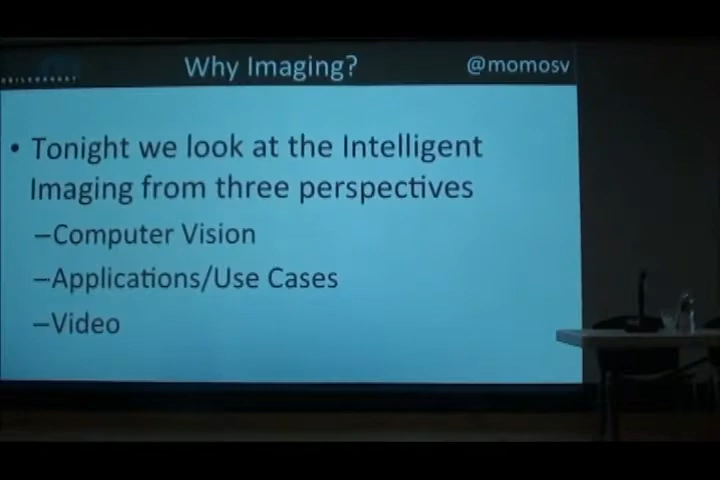 Why Imaging?
@momosv
• Tonight we look at the Intelligent
Imaging from three perspectives
–Computer Vision
–Applications/Use Cases
–Video